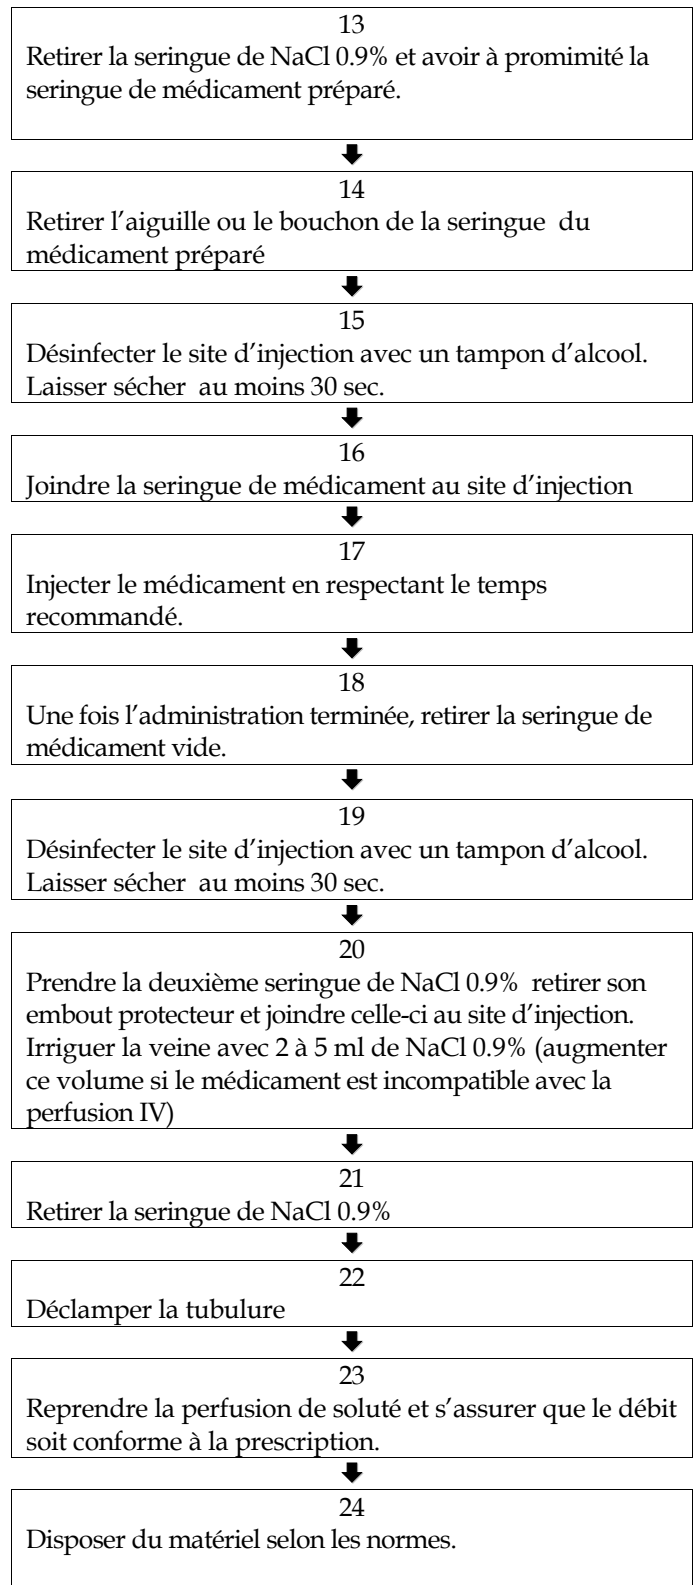 13
Retirer la seringue de NaCl 0.9% et avoir à promimité la
seringue de médicament préparé.
14
Retirer l’aiguille ou le bouchon de la seringue du
médicament préparé
15
Désinfecter le site d’injection avec un tampon d’alcool.
Laisser sécher au moins 30 sec.
16
Joindre la seringue de médicament au site d’injection
17
Injecter le médicament en respectant le temps
recommandé.
18
Une fois l’administration terminée, retirer la seringue de
médicament vide.
19
Désinfecter le site d’injection avec un tampon d’alcool.
Laisser sécher au moins 30 sec.
20
Prendre la deuxième seringue de NaCl 0.9% retirer son
embout protecteur et joindre celle-ci au site d’injection.
Irriguer la veine avec 2 à 5 ml de NaCl 0.9% (augmenter
ce volume si le médicament est incompatible avec la
perfusion IV)
21
Retirer la seringue de NaCl 0.9%
22
Déclamper la tubulure
23
Reprendre la perfusion de soluté et s’assurer que le débit
soit conforme à la prescription.
24
Disposer du matériel selon les normes.